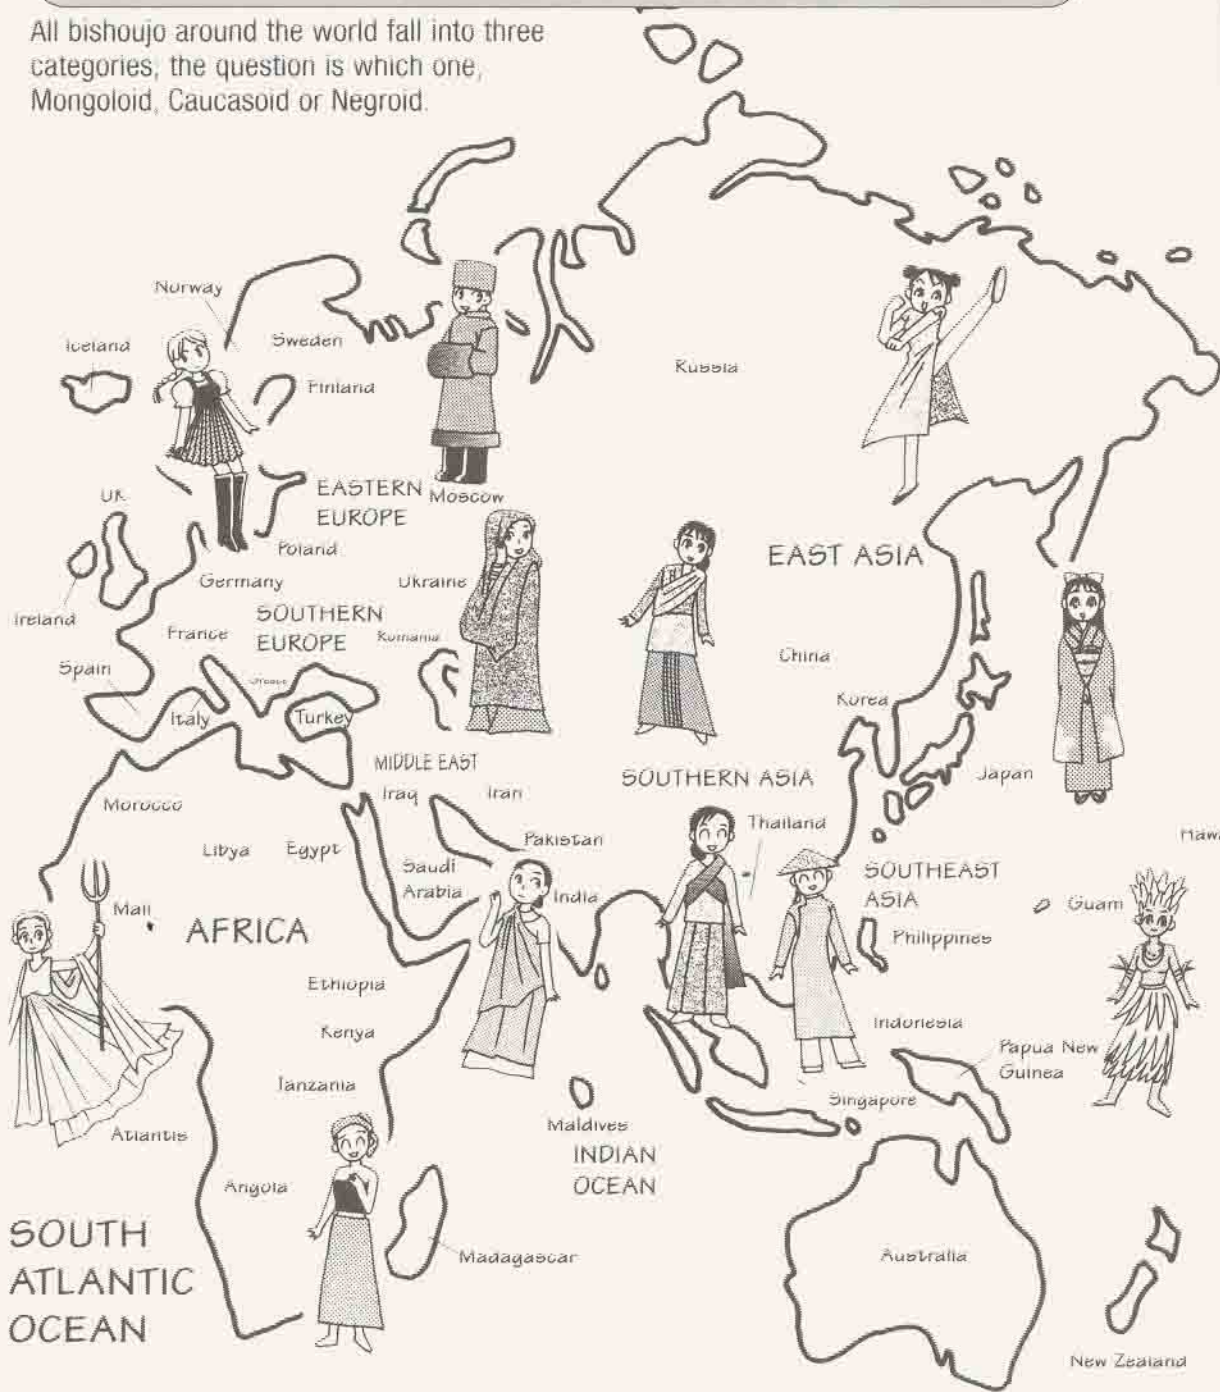 All bishoujo around the world fall into three
categories, the question is which one,
Mongoloid, Caucasoid or Negroid.
Norway
Iceland
Sweden
Finland
Russia
UK
EASTERN
EUROPE
Moscow
Poland
EAST ASIA
Germany
Ukraine
Ireland
SOUTHERN
EUROPE
France
Romania
China
Spain
Greece
Korea
Italy
Turkey
MIDDLE EAST
SOUTHERN ASIA
Japan
Iraq
Iran
Morocco
Thailand
Pakistan
Libya
Egypt
Saudi
Arabia
India
SOUTHEAST
ASIA
Guam
Mali
AFRICA
Philippines
Ethiopia
Indonesia
Kenya
Papua New
Guinea
Tanzania
Singapore
Maldives
Atlantis
INDIAN
OCEAN
Angola
SOUTH
ATLANTIC
OCEAN
Madagascar
Australia
New Zealand